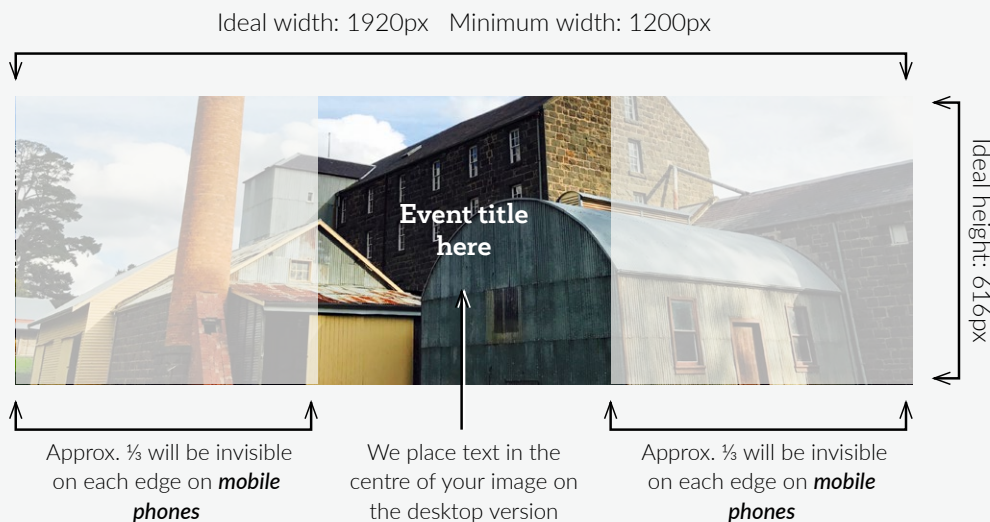 Ideal width: 1920px Minimum width: 1200px
Ideal height: 616px
Event title
here
Approx. ⅓ will be invisible
on each edge on mobile
phones
We place text in the
centre of your image on
the desktop version
Approx. ⅓ will be invisible
on each edge on mobile
phones